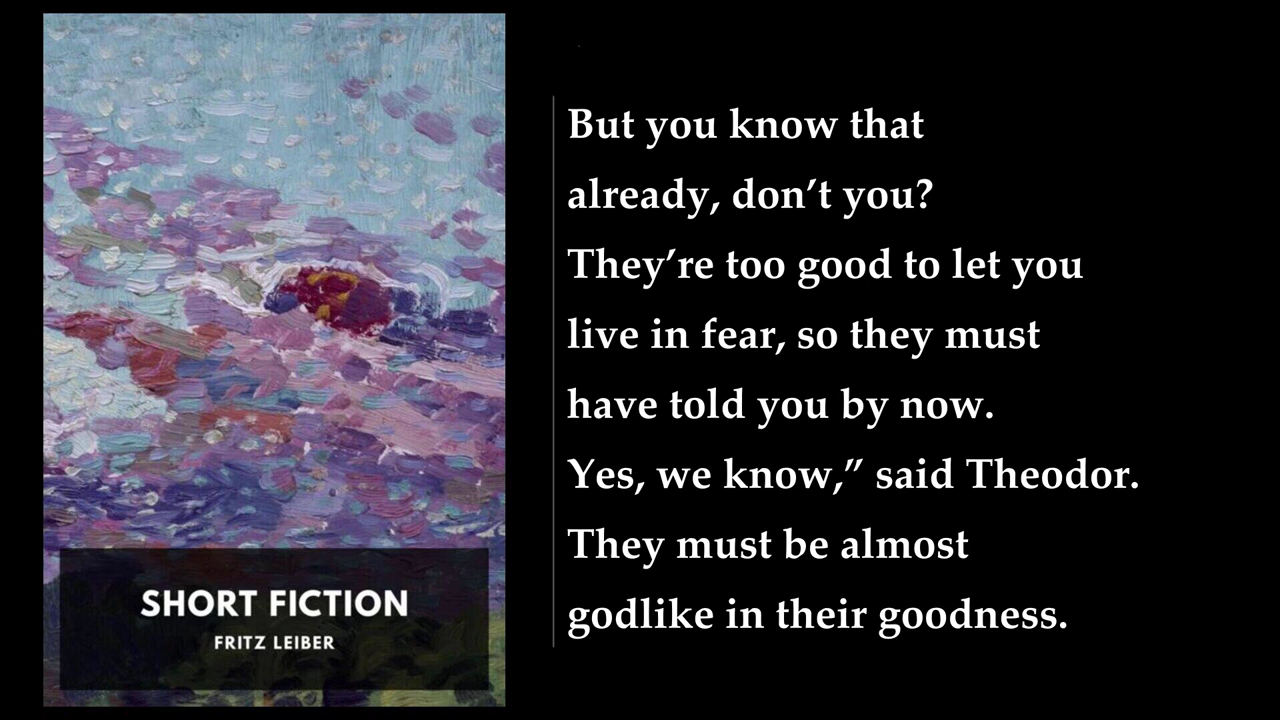 SHORT FICTION
FRITZ LEIBER
But you know that
already, don’t you?
They’re too good to let you
live in fear, so they must
have told you by now.
Yes, we know,” said Theodor.
They must be almost
godlike in their goodness.